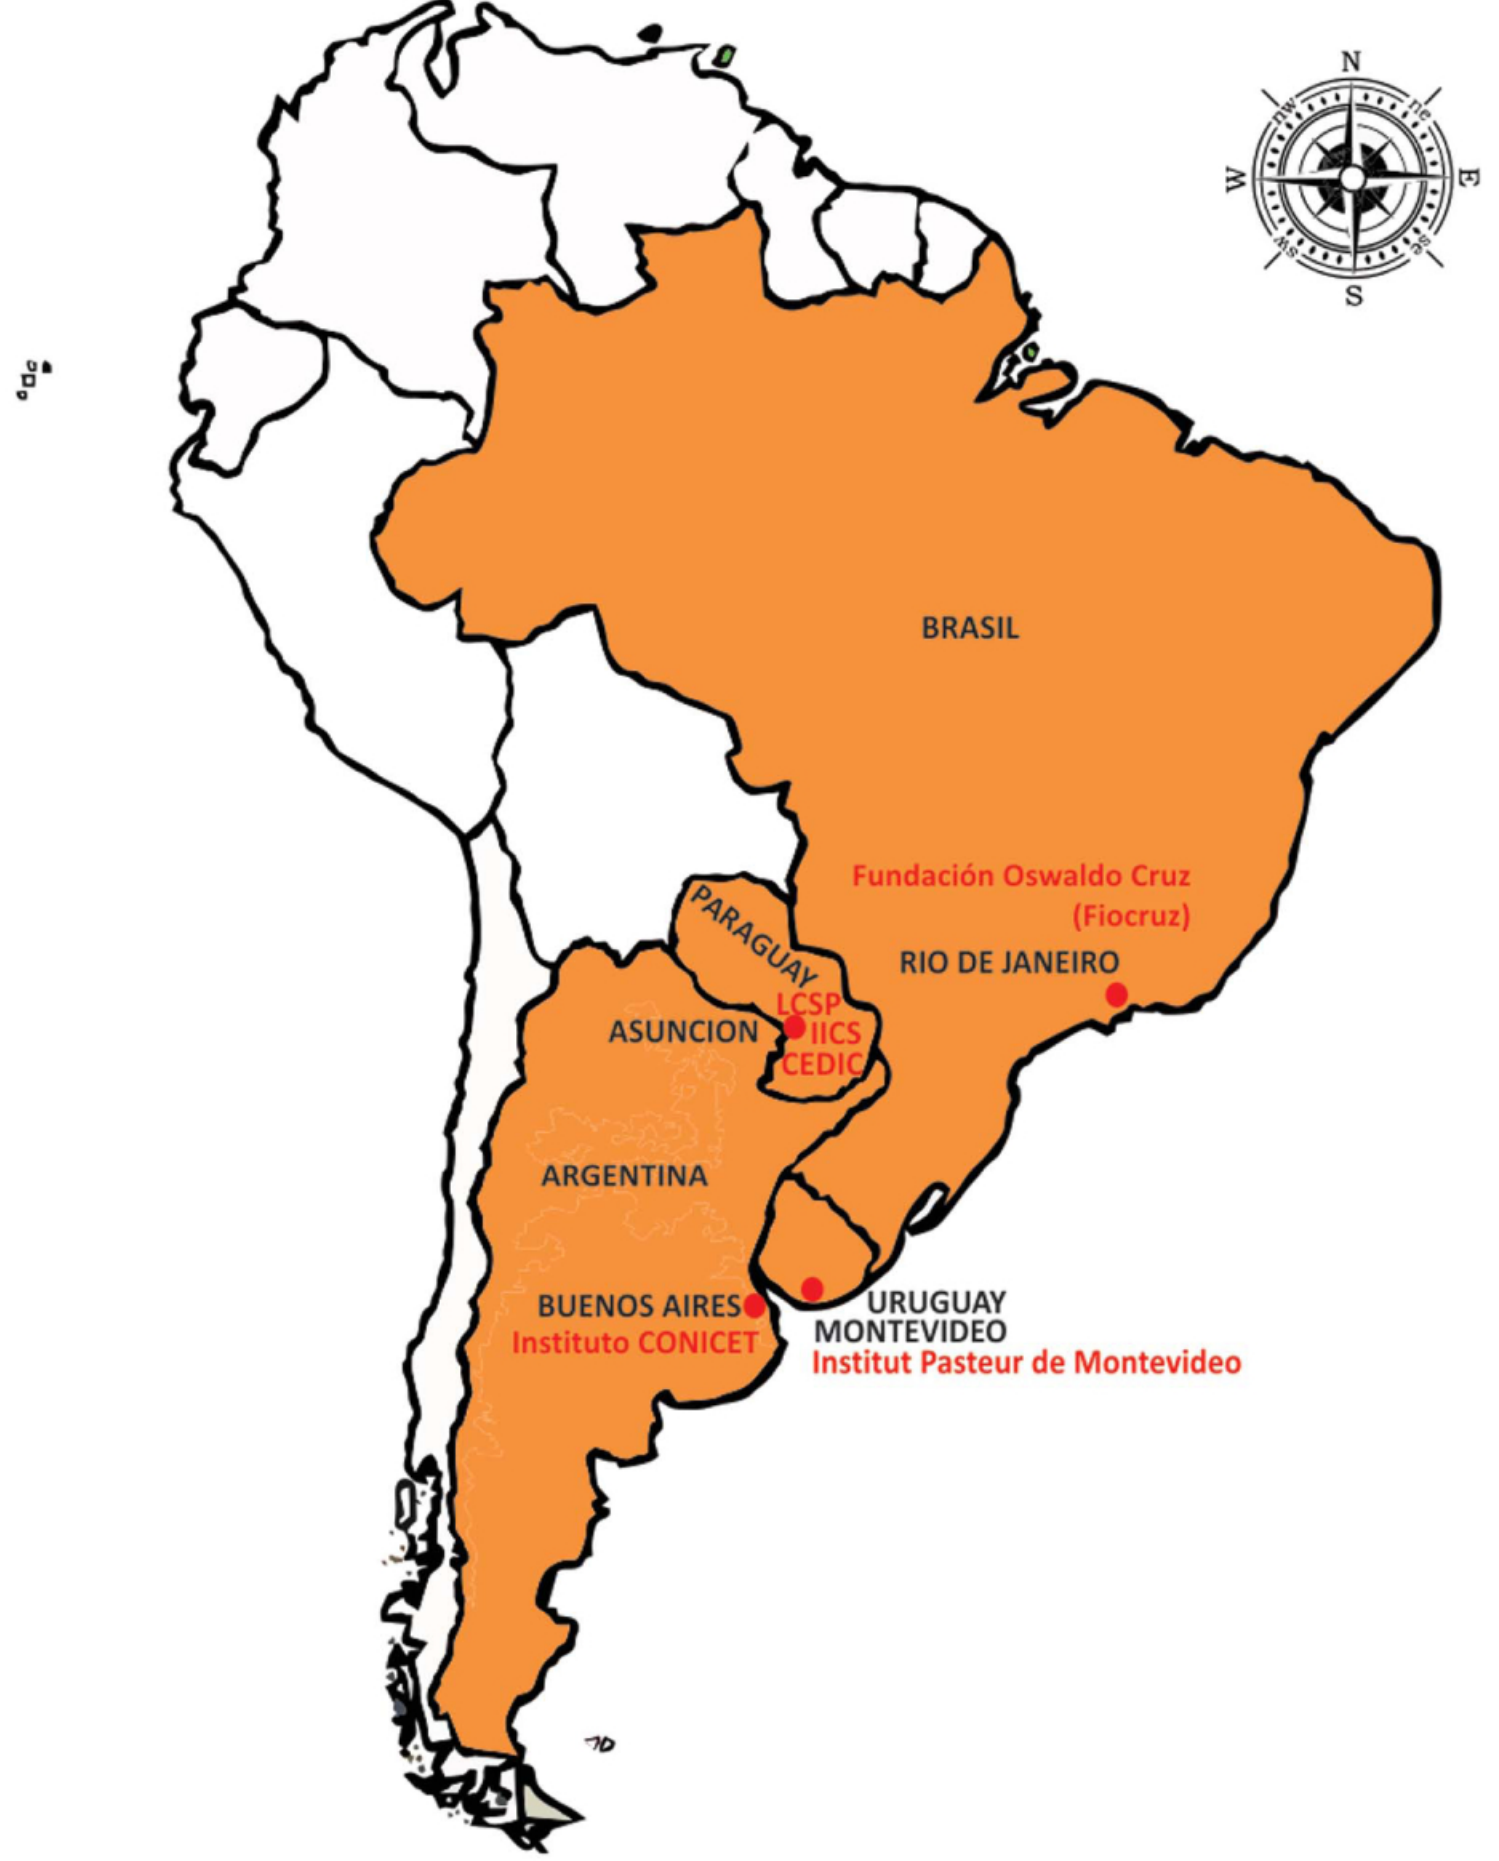 N
nw
ne
W
E
sw
se
S
BRASIL
Fundación Oswaldo Cruz
(Fiocruz)
PARAGUAY
RIO DE JANEIRO
LCSP
ASUNCION
IICS
CEDIC
ARGENTINA
BUENOS AIRES
Instituto CONICET
URUGUAY
MONTEVIDEO
Institut Pasteur de Montevideo